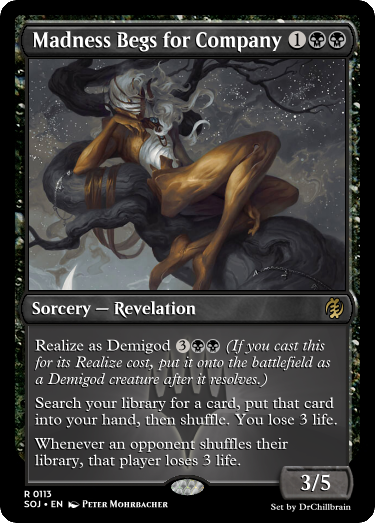 Madness Begs for Company 1
Sorcery — Revelation
Realize as Demigod 3 (If you cast this
for its Realize cost, put it onto the battlefield as
a Demigod creature after it resolves.)
Search your library for a card, put that card
into your hand, then shuffle. You lose 3 life.
Whenever an opponent shuffles their
library, that player loses 3 life.
3/5
R 0113
SOJ • EN Peter Mohrbacher
Set by DrChillbrain